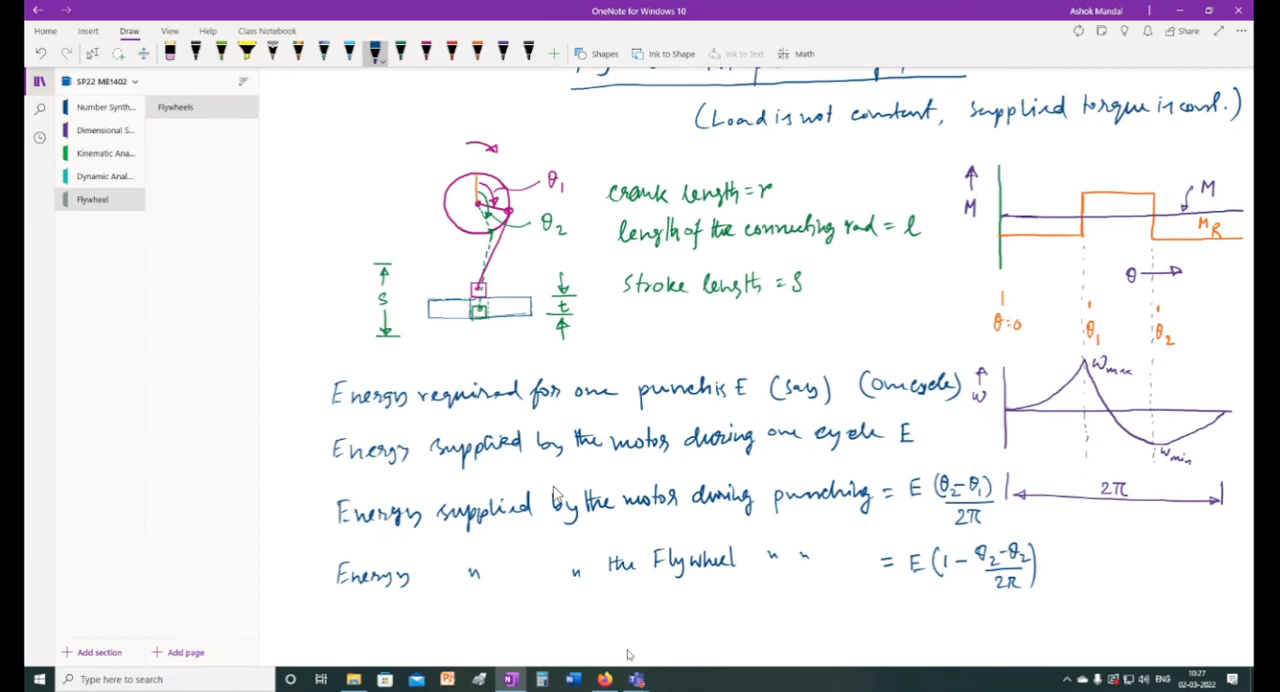 OneNote for Windows 10
Ashok Mandal
Home Insert Draw View Help Class Notebook
Share
Shapes Ink to Shape Ink to Text Math
SP22 ME1402
Number Synth...
Dimensional S...
Kinematic Ana...
Dynamic Anal...
Flywheel
Flywheels
(Load is not constant, supplied torque is const.)
θ1
θ2
crank length = r
length of the connecting rod = l
stroke length = S
S
t
M
M
MR
θ
θ=0
θ1
θ2
Energy required for one punch is E (say) (one cycle)
Energy supplied by the motor during one cycle E
Energy supplied by the motor during punching = E (θ2-θ1)/2π
Energy " " the Flywheel " " = E (1 - θ2-θ2/2π)
ω
ωmax
ωmin
2π
Add section
Add page
Type here to search
ENG
10:27
02-03-2022